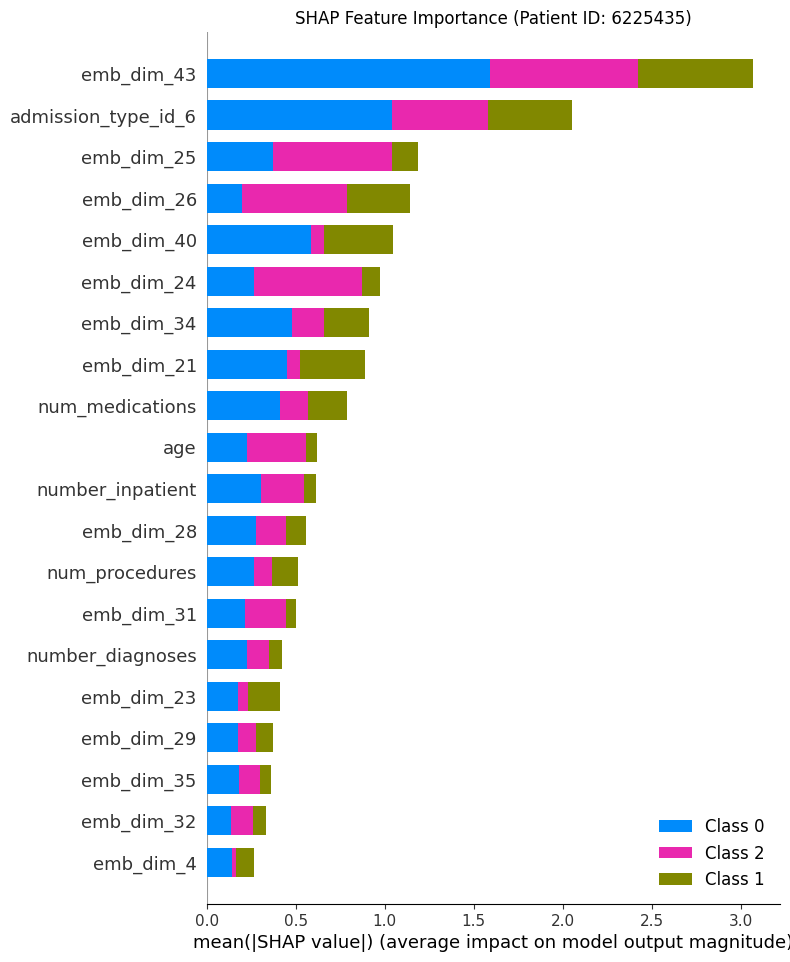 SHAP Feature Importance (Patient ID: 6225435)
emb_dim_43
admission_type_id_6
emb_dim_25
emb_dim_26
emb_dim_40
emb_dim_24
emb_dim_34
emb_dim_21
num_medications
age
number_inpatient
emb_dim_28
num_procedures
emb_dim_31
number_diagnoses
emb_dim_23
emb_dim_29
emb_dim_35
emb_dim_32
emb_dim_4
Class 0
Class 2
Class 1
0.0 0.5 1.0 1.5 2.0 2.5 3.0
mean(|SHAP value|) (average impact on model output magnitude)